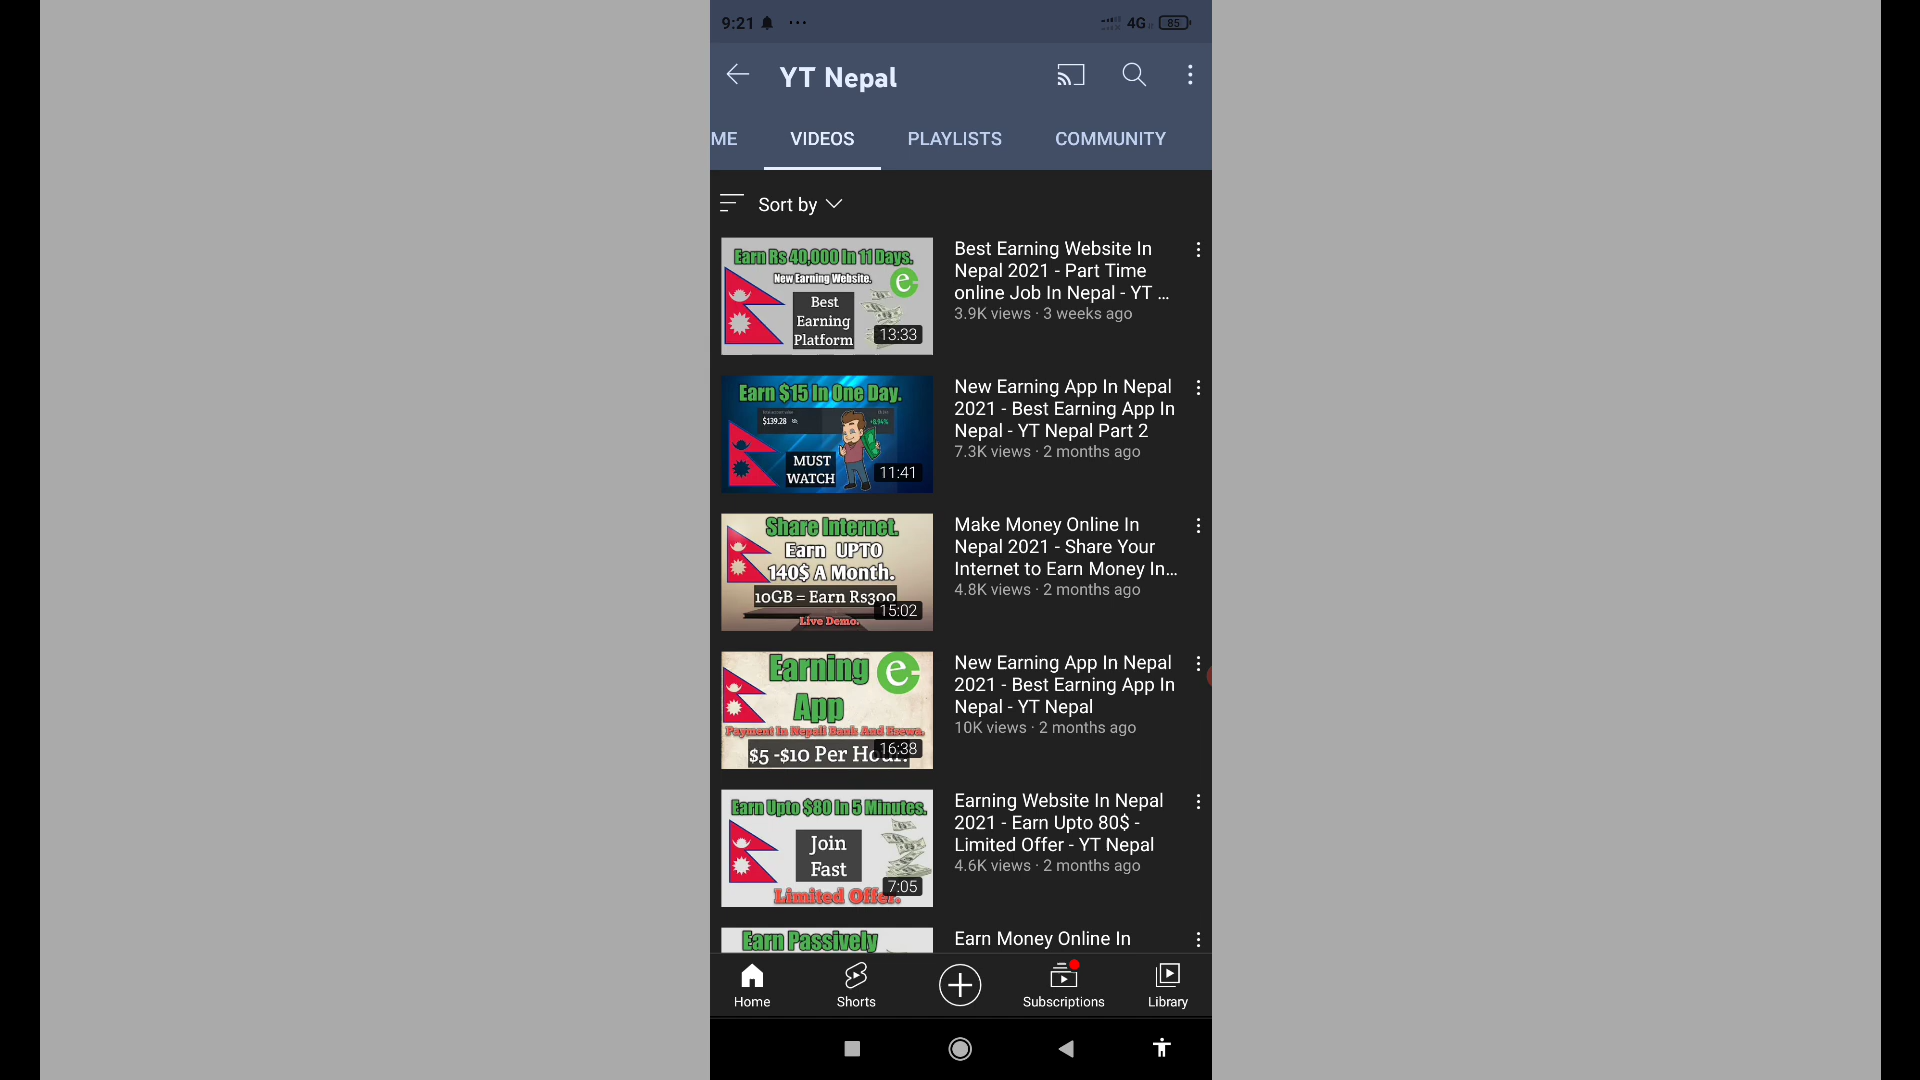 9:21
4G
85
YT Nepal
ME
VIDEOS
PLAYLISTS
COMMUNITY
Sort by
Earn Rs 40,000 In 11 Days.
New Earning Website.
e
Best
Earning
Platform
13:33
Best Earning Website In
Nepal 2021 - Part Time
online Job In Nepal - YT ...
3.9K views · 3 weeks ago
Earn $15 In One Day.
$139.28
+8.94%
MUST
WATCH
11:41
New Earning App In Nepal
2021 - Best Earning App In
Nepal - YT Nepal Part 2
7.3K views · 2 months ago
Share Internet.
Earn UPTO
140$ A Month.
10GB = Earn Rs300
15:02
Live Demo.
Make Money Online In
Nepal 2021 - Share Your
Internet to Earn Money In...
4.8K views · 2 months ago
Earning
e
App
Payment In Nepali Bank And Esewa.
$5 -$10 Per Hour.
16:38
New Earning App In Nepal
2021 - Best Earning App In
Nepal - YT Nepal
10K views · 2 months ago
Earn Upto $80 In 5 Minutes.
Join
Fast
7:05
Limited Offer.
Earning Website In Nepal
2021 - Earn Upto 80$ -
Limited Offer - YT Nepal
4.6K views · 2 months ago
Earn Passively
Earn Money Online In
Home
Shorts
Subscriptions
Library